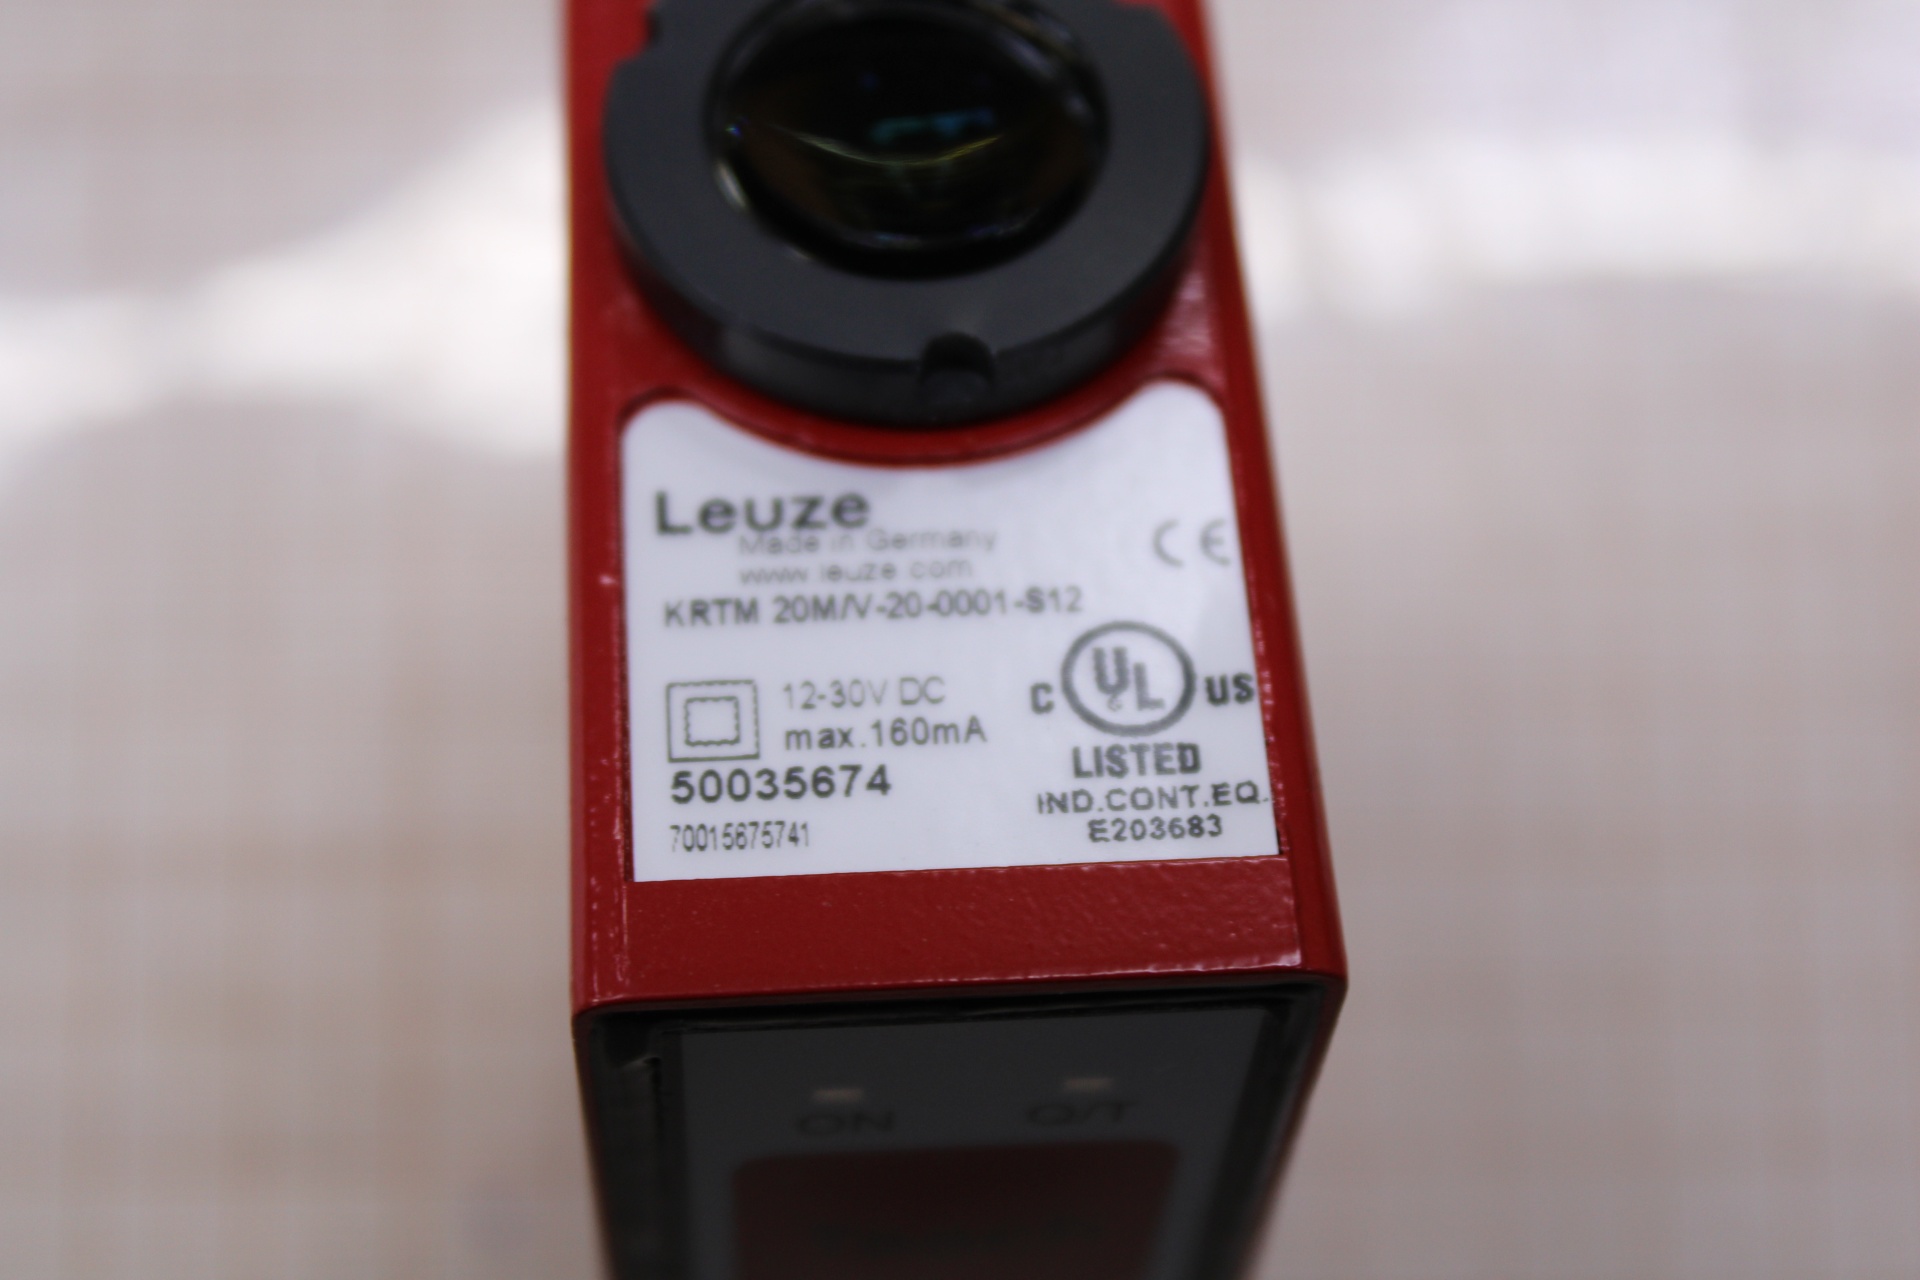 Leuze
Made in Germany
www.leuze.com
CE
KRTM 20M/V-20-0001-S12
12-30V DC
max.160mA
C UL US
LISTED
IND.CONT.EQ.
E203683
50035674
70015675741
ON
Q/T